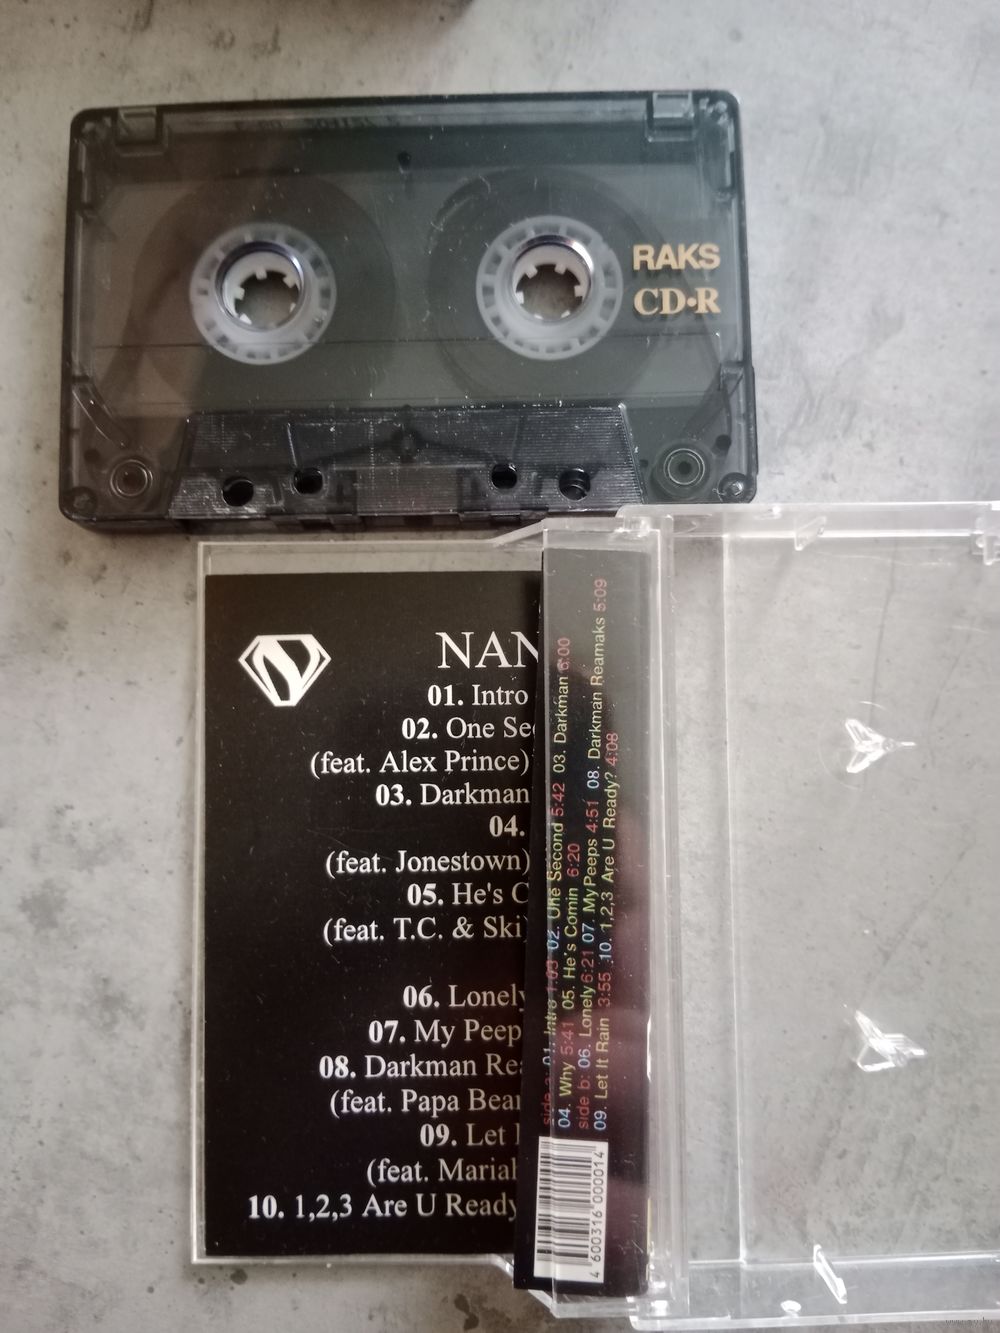 RAKS
CD•R
NAN
01. Intro
02. One Se
(feat. Alex Prince)
03. Darkman
04.
(feat. Jonestown)
05. He's C
(feat. T.C. & Ski
06. Lonely
07. My Peep
08. Darkman Re
(feat. Papa Bear
09. Let
(feat. Mariah
10. 1,2,3 Are U Ready
side a: 01. Intro 1:03 02. One Second 5:42 03. Darkman 6:00
04. Why 5:41 05. He's Comin 6:20
side b: 06. Lonely 6:21 07. My Peeps 4:51 08. Darkman Reamaks 5:09
09. Let It Rain 3:55 10. 1,2,3 Are U Ready? 4:08
4 600316 000014